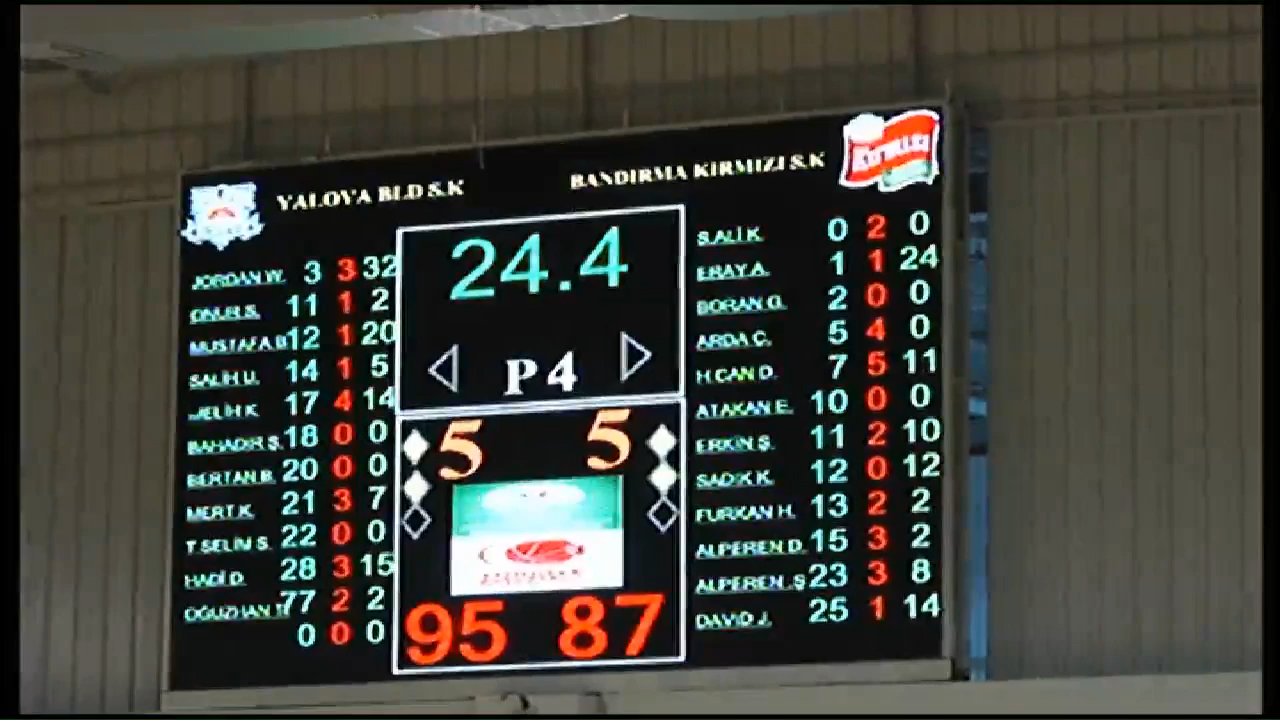 YALOVA BLD S.K
BANDIRMA KIRMIZI S.K
24.4
P4
5 5
95 87
JORDAN W. 3 3 32
ONUR S. 11 1 2
MUSTAFA B 12 1 20
SALİH U. 14 1 5
MELİH K. 17 4 14
BAHADIR Ş. 18 0 0
BERTAN B. 20 0 0
MERT K. 21 3 7
T.SELİM S. 22 0 0
HADİ D. 28 3 15
OĞUZHAN 77 2 2
0 0 0
S.ALİ K. 0 2 0
ERAY A. 1 1 24
BORAN G. 2 0 0
ARDA C. 5 4 0
H.CAN D. 7 5 11
ATAKAN E. 10 0 0
ERKİN Ş. 11 2 10
SADIK K. 12 0 12
FURKAN H. 13 2 2
ALPEREN D. 15 3 2
ALPEREN .Ş 23 3 8
DAVID J. 25 1 14